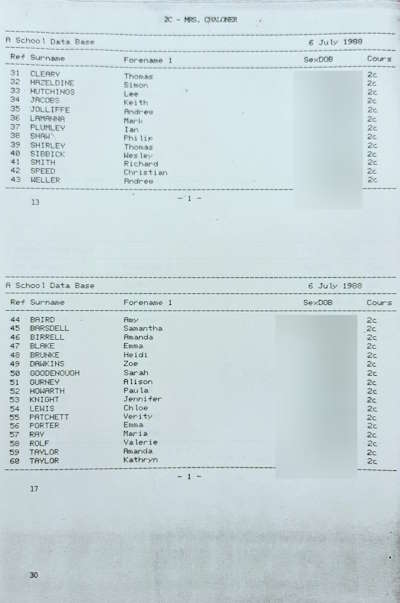 2C - MRS. CHALONER
A School Data Base 6 July 1988
Ref Surname Forename 1 SexDOB Cours
31 CLEARY Thomas 2c
32 HAZELDINE Simon 2c
33 HUTCHINGS Lee 2c
34 JACOBS Keith 2c
35 JOLLIFFE Andrew 2c
36 LAMANNA Mark 2c
37 PLUMLEY Ian 2c
38 SHAW Philip 2c
39 SHIRLEY Thomas 2c
40 SIBBICK Wesley 2c
41 SMITH Richard 2c
42 SPEED Christian 2c
43 WELLER Andrew 2c
- 1 -
13
A School Data Base 6 July 1988
Ref Surname Forename 1 SexDOB Cours
44 BAIRD Amy 2c
45 BARSDELL Samantha 2c
46 BIRRELL Amanda 2c
47 BLAKE Emma 2c
48 BRUNKE Heidi 2c
49 DAWKINS Zoe 2c
50 GOODENOUGH Sarah 2c
51 GURNEY Alison 2c
52 HOWARTH Paula 2c
53 KNIGHT Jennifer 2c
54 LEWIS Chloe 2c
55 PATCHETT Verity 2c
56 PORTER Emma 2c
57 RAY Maria 2c
58 ROLF Valerie 2c
59 TAYLOR Amanda 2c
60 TAYLOR Kathryn 2c
- 1 -
17
30